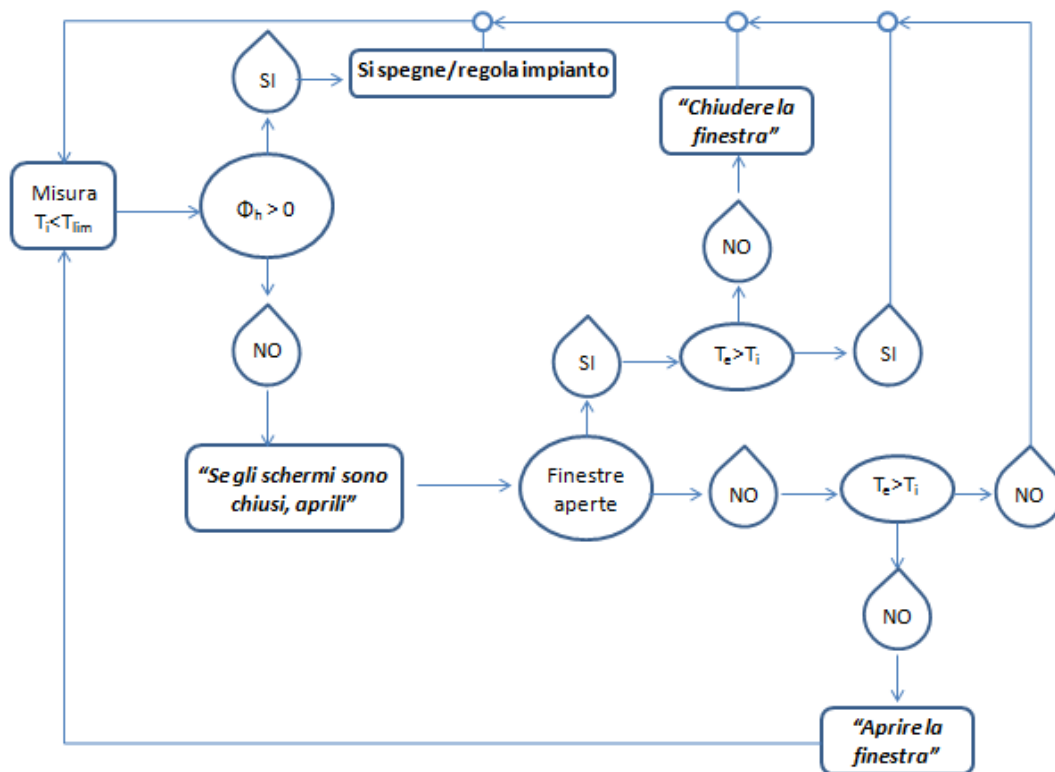 SI
Si spegne/regola impianto
“Chiudere la
finestra”
Misura
Ti<Tlim
Φh > 0
NO
NO
SI
Te>Ti
SI
“Se gli schermi sono
chiusi, aprili”
Finestre
aperte
NO
Te>Ti
NO
NO
“Aprire la
finestra”